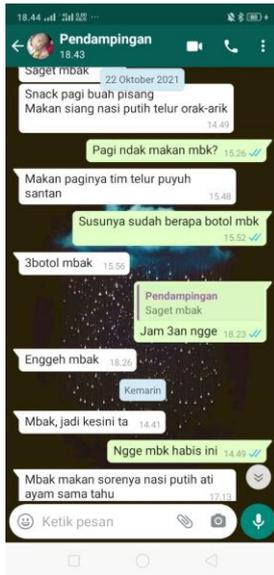 18.44
Pendampingan
18.43
Saget mbak
22 Oktober 2021
Snack pagi buah pisang
Makan siang nasi putih telur orak-arik
14.49
Pagi ndak makan mbk? 15.26
Makan paginya tim telur puyuh
santan 15.48
Susunya sudah berapa botol mbk
15.52
3botol mbak 15.56
Pendampingan
Saget mbak
Jam 3an ngge 18.23
Enggeh mbak 18.26
Kemarin
Mbak, jadi kesini ta 14.41
Ngge mbk habis ini 14.49
Mbak makan sorenya nasi putih ati
ayam sama tahu 17.13
Ketik pesan